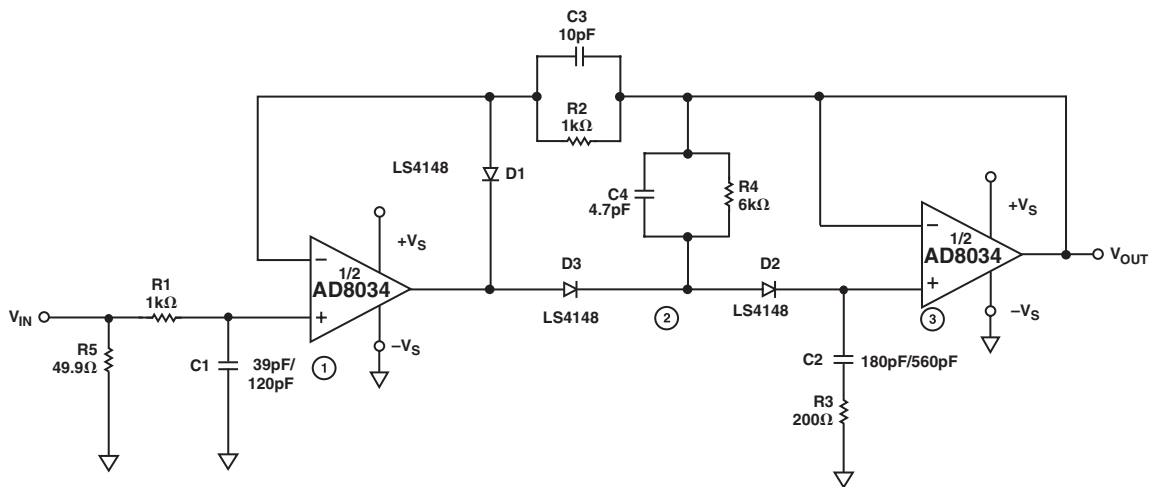 C3
10pF
R2
1kΩ
LS4148
D1
C4
4.7pF
R4
6kΩ
+VS
+VS
−
1/2
AD8034
+
−VS
D3
LS4148
2
D2
LS4148
−
1/2
AD8034
+
3
−VS
VOUT
R1
1kΩ
VIN
R5
49.9Ω
C1
39pF/
120pF
1
C2
180pF/560pF
R3
200Ω